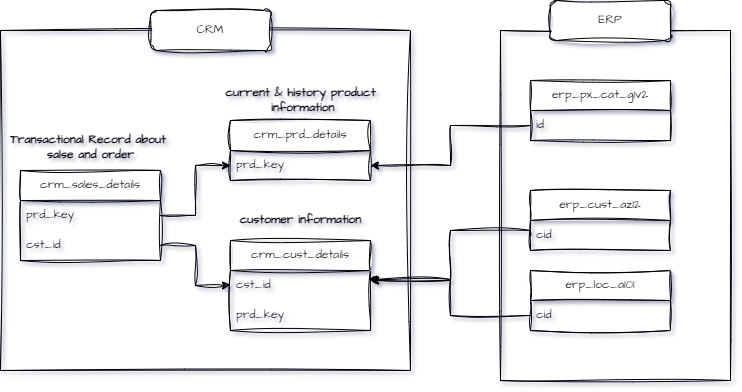 CRM
ERP
current & history product
information
crm_prd_details
prd_key
Transactional Record about
salse and order
crm_sales_details
prd_key
cst_id
customer information
crm_cust_details
cst_id
prd_key
erp_px_cat_g1v2
id
erp_cust_az12
cid
erp_loc_a101
cid